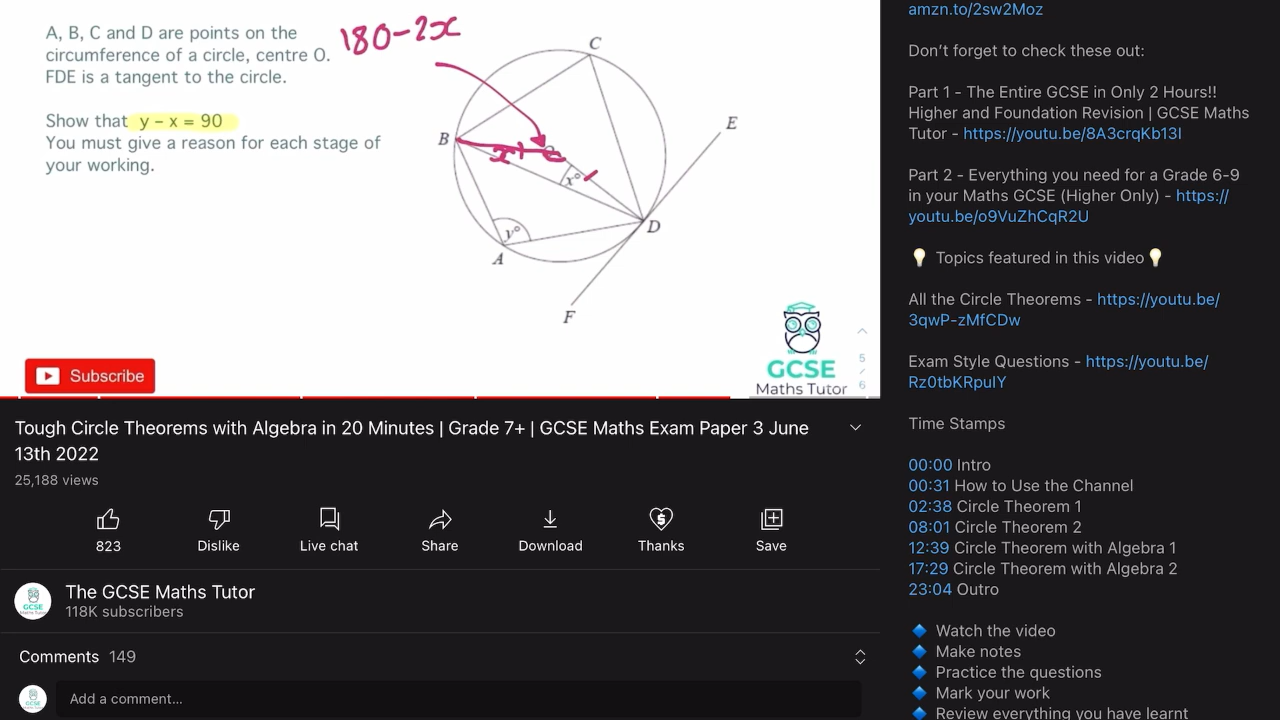 A, B, C and D are points on the
circumference of a circle, centre O.
FDE is a tangent to the circle.
180-2x
Show that y – x = 90
You must give a reason for each stage of
your working.
C
E
B
x
x°
D
y°
A
F
Subscribe
GCSE
Maths Tutor
5
/
6
Tough Circle Theorems with Algebra in 20 Minutes | Grade 7+ | GCSE Maths Exam Paper 3 June
13th 2022
25,188 views
823
Dislike
Live chat
Share
Download
Thanks
Save
GCSE
Maths Tutor
The GCSE Maths Tutor
118K subscribers
Comments 149
Add a comment...
amzn.to/2sw2Moz
Don't forget to check these out:
Part 1 - The Entire GCSE in Only 2 Hours!!
Higher and Foundation Revision | GCSE Maths
Tutor - https://youtu.be/8A3crqKb13I
Part 2 - Everything you need for a Grade 6-9
in your Maths GCSE (Higher Only) - https://
youtu.be/o9VuZhCqR2U
💡 Topics featured in this video💡
All the Circle Theorems - https://youtu.be/
3qwP-zMfCDw
Exam Style Questions - https://youtu.be/
Rz0tbKRpuIY
Time Stamps
00:00 Intro
00:31 How to Use the Channel
02:38 Circle Theorem 1
08:01 Circle Theorem 2
12:39 Circle Theorem with Algebra 1
17:29 Circle Theorem with Algebra 2
23:04 Outro
🔹 Watch the video
🔹 Make notes
🔹 Practice the questions
🔹 Mark your work
🔹 Review everything you have learnt